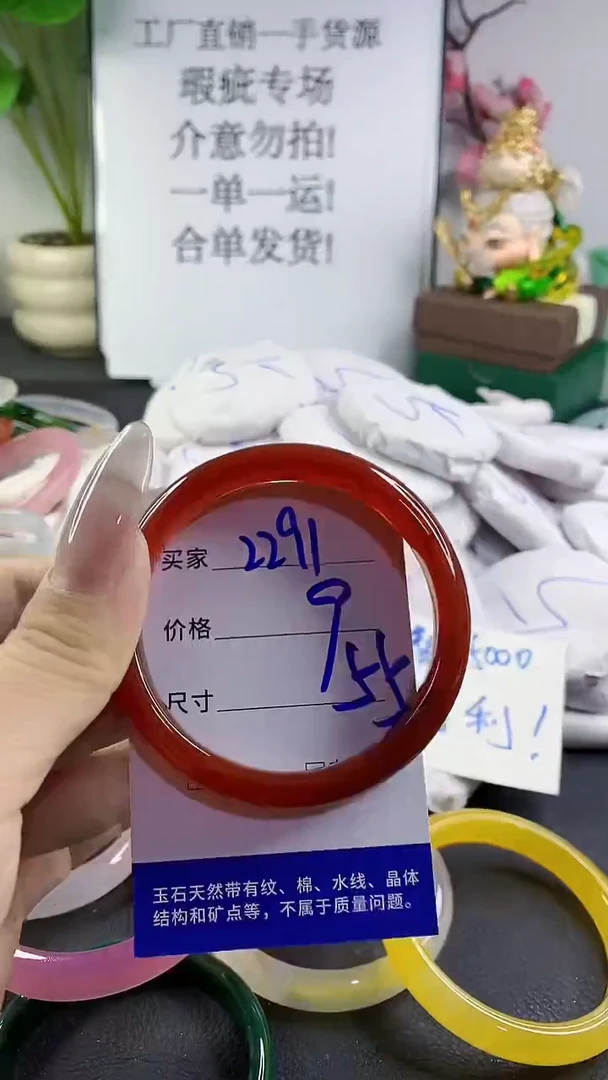 工厂直销一手货源
瑕疵专场
介意勿拍!
一单一运!
合单发货!
买家 2291
价格 9
尺寸 55
5000
利!
玉石天然带有纹、棉、水线、晶体
结构和矿点等，不属于质量问题。